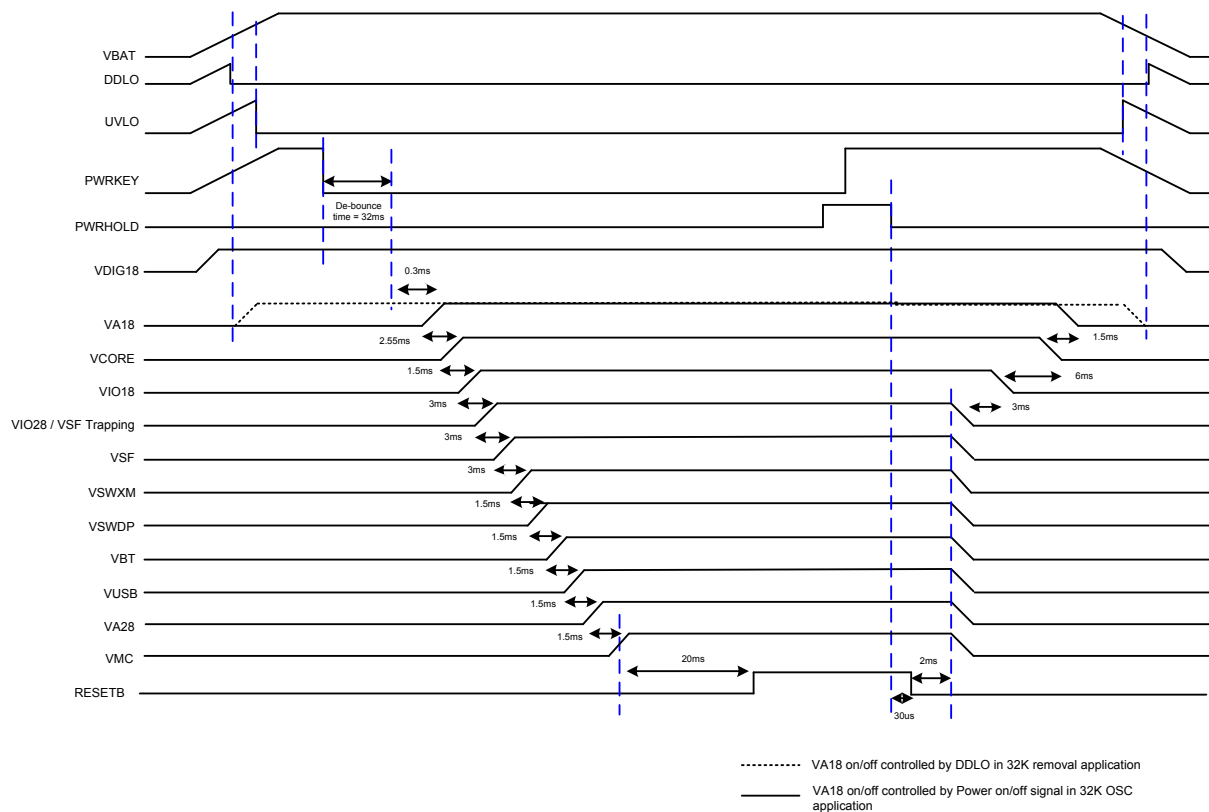 VBAT
DDLO
UVLO
PWRKEY
De-bounce
time = 32ms
PWRHOLD
VDIG18
0.3ms
VA18
2.55ms
1.5ms
VCORE
1.5ms
6ms
VIO18
3ms
3ms
VIO28 / VSF Trapping
3ms
VSF
3ms
VSWXM
1.5ms
VSWDP
1.5ms
VBT
1.5ms
VUSB
1.5ms
VA28
1.5ms
VMC
20ms
2ms
RESETB
30us
VA18 on/off controlled by DDLO in 32K removal application
VA18 on/off controlled by Power on/off signal in 32K OSC
application